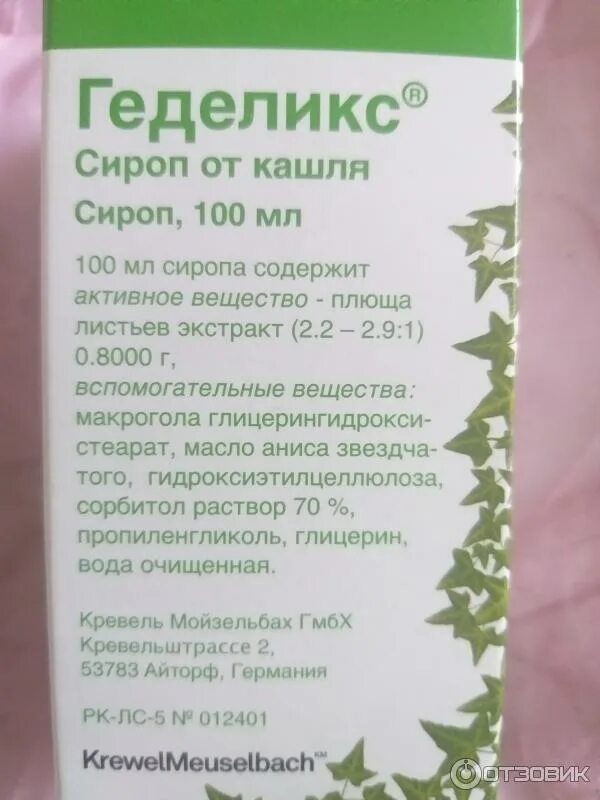 Геделикс®
Сироп от кашля
Сироп, 100 мл
100 мл сиропа содержит
активное вещество - плюща
листьев экстракт (2.2 – 2.9:1)
0.8000 г,
вспомогательные вещества:
макрогола глицерингидрокси-
стеарат, масло аниса звездча-
того, гидроксиэтилцеллюлоза,
сорбитол раствор 70 %,
пропиленгликоль, глицерин,
вода очищенная.
Кревель Мойзельбах ГмбХ
Кревельштрассе 2,
53783 Айторф, Германия
РК-ЛС-5 № 012401
KrewelMeuselbach
ОТЗОВИК